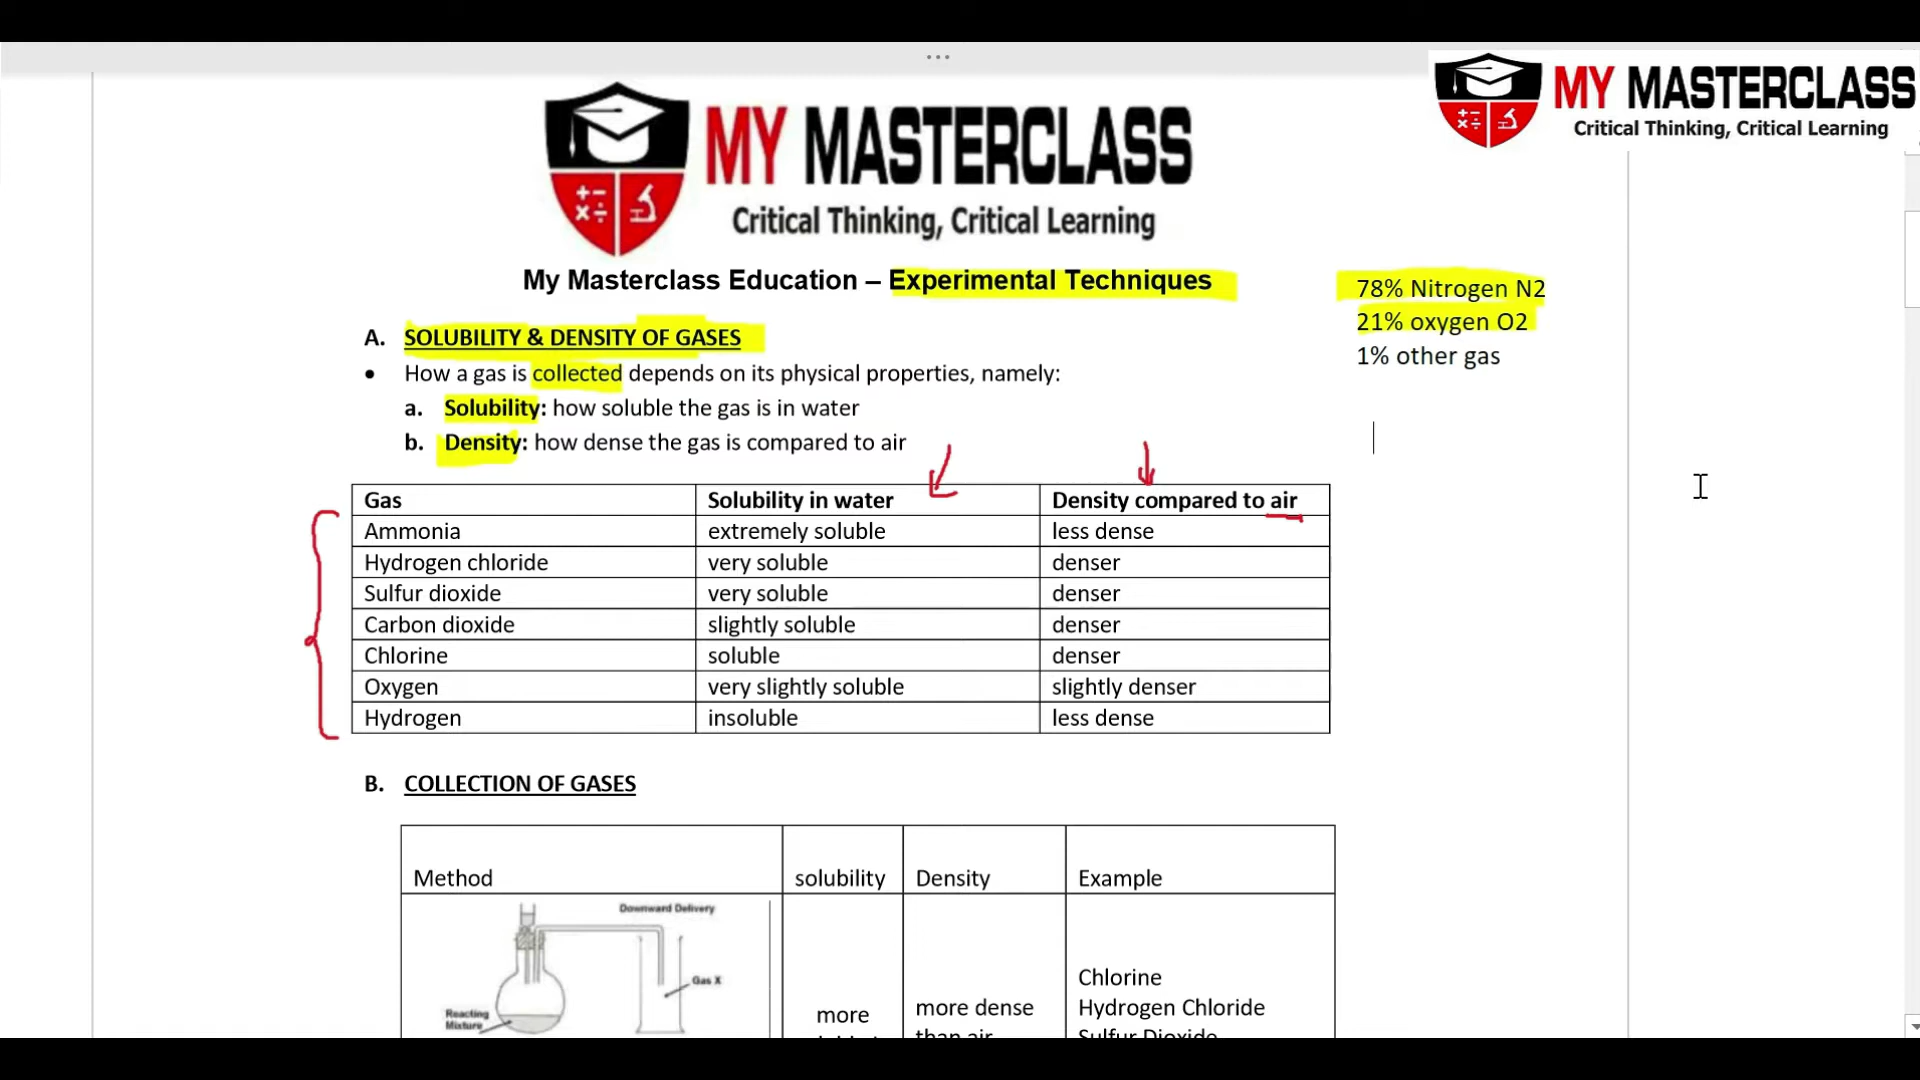 MY MASTERCLASS
Critical Thinking, Critical Learning
MY MASTERCLASS
Critical Thinking, Critical Learning
My Masterclass Education – Experimental Techniques
78% Nitrogen N2
21% oxygen O2
1% other gas
A. SOLUBILITY & DENSITY OF GASES
• How a gas is collected depends on its physical properties, namely:
a. Solubility: how soluble the gas is in water
b. Density: how dense the gas is compared to air
Gas Solubility in water Density compared to air
Ammonia extremely soluble less dense
Hydrogen chloride very soluble denser
Sulfur dioxide very soluble denser
Carbon dioxide slightly soluble denser
Chlorine soluble denser
Oxygen very slightly soluble slightly denser
Hydrogen insoluble less dense
B. COLLECTION OF GASES
Method solubility Density Example
Downward Delivery
Gas X
Reacting
Mixture
more
more dense
than air
Chlorine
Hydrogen Chloride
Sulfur Dioxide